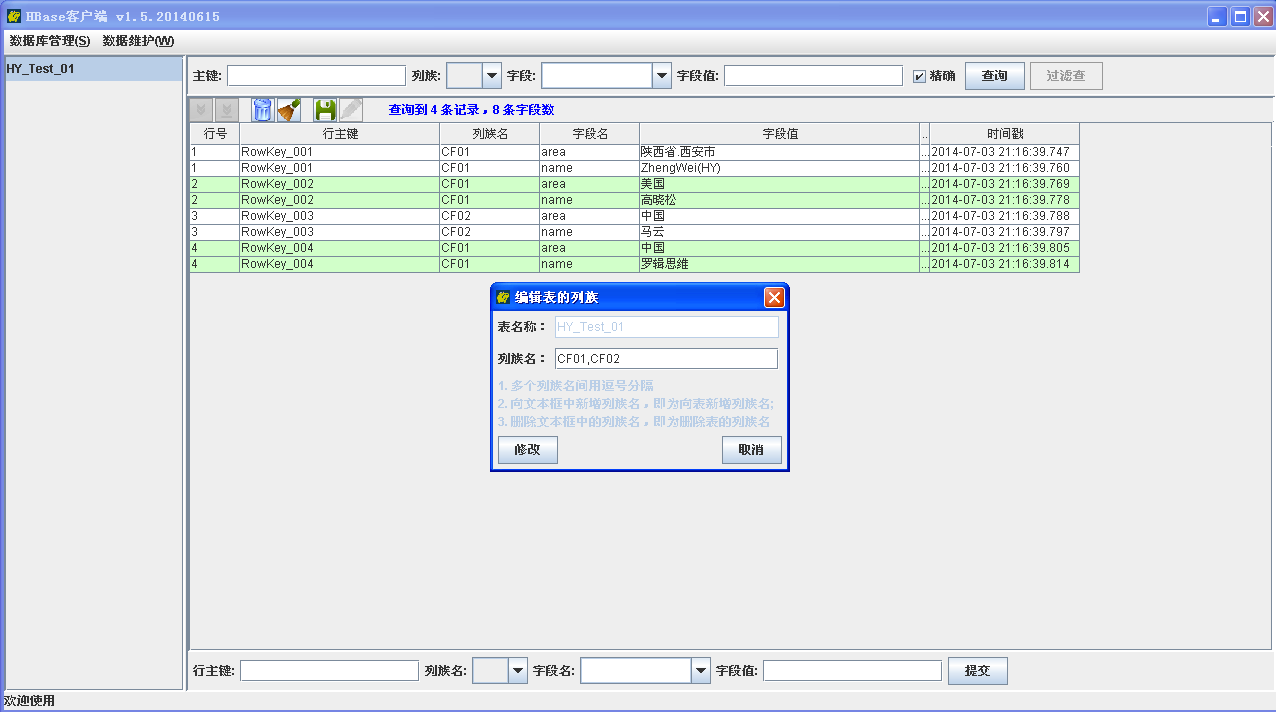 HBase客户端 v1.5.20140615
数据库管理(S) 数据维护(W)
HY_Test_01
主键: 列族: 字段: 字段值: 精确 查询 过滤查
查询到 4 条记录，8 条字段数
行号 行主键 列族名 字段名 字段值 .. 时间戳
1 RowKey_001 CF01 area 陕西省.西安市 ... 2014-07-03 21:16:39.747
1 RowKey_001 CF01 name ZhengWei(HY) ... 2014-07-03 21:16:39.760
2 RowKey_002 CF01 area 美国 ... 2014-07-03 21:16:39.769
2 RowKey_002 CF01 name 高晓松 ... 2014-07-03 21:16:39.778
3 RowKey_003 CF02 area 中国 ... 2014-07-03 21:16:39.788
3 RowKey_003 CF02 name 马云 ... 2014-07-03 21:16:39.797
4 RowKey_004 CF01 area 中国 ... 2014-07-03 21:16:39.805
4 RowKey_004 CF01 name 罗辑思维 ... 2014-07-03 21:16:39.814
编辑表的列族
表名称： HY_Test_01
列族名： CF01,CF02
1. 多个列族名间用逗号分隔
2. 向文本框中新增列族名，即为向表新增列族名;
3. 删除文本框中的列族名，即为删除表的列族名
修改 取消
行主键: 列族名: 字段名: 字段值: 提交
欢迎使用